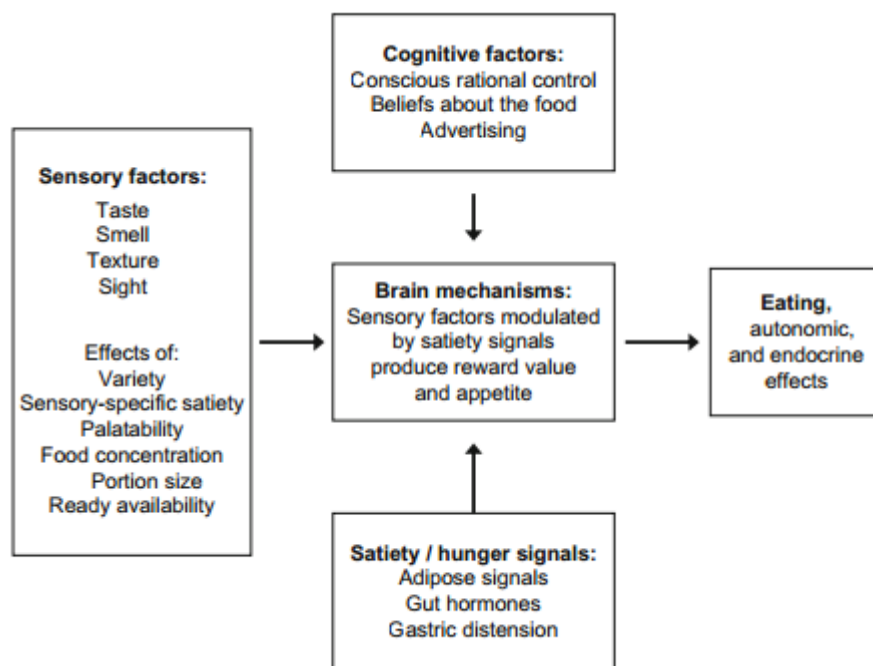 Cognitive factors:
Conscious rational control
Beliefs about the food
Advertising
Sensory factors:
Taste
Smell
Texture
Sight
Effects of:
Variety
Sensory-specific satiety
Palatability
Food concentration
Portion size
Ready availability
Brain mechanisms:
Sensory factors modulated
by satiety signals
produce reward value
and appetite
Eating,
autonomic,
and endocrine
effects
Satiety / hunger signals:
Adipose signals
Gut hormones
Gastric distension